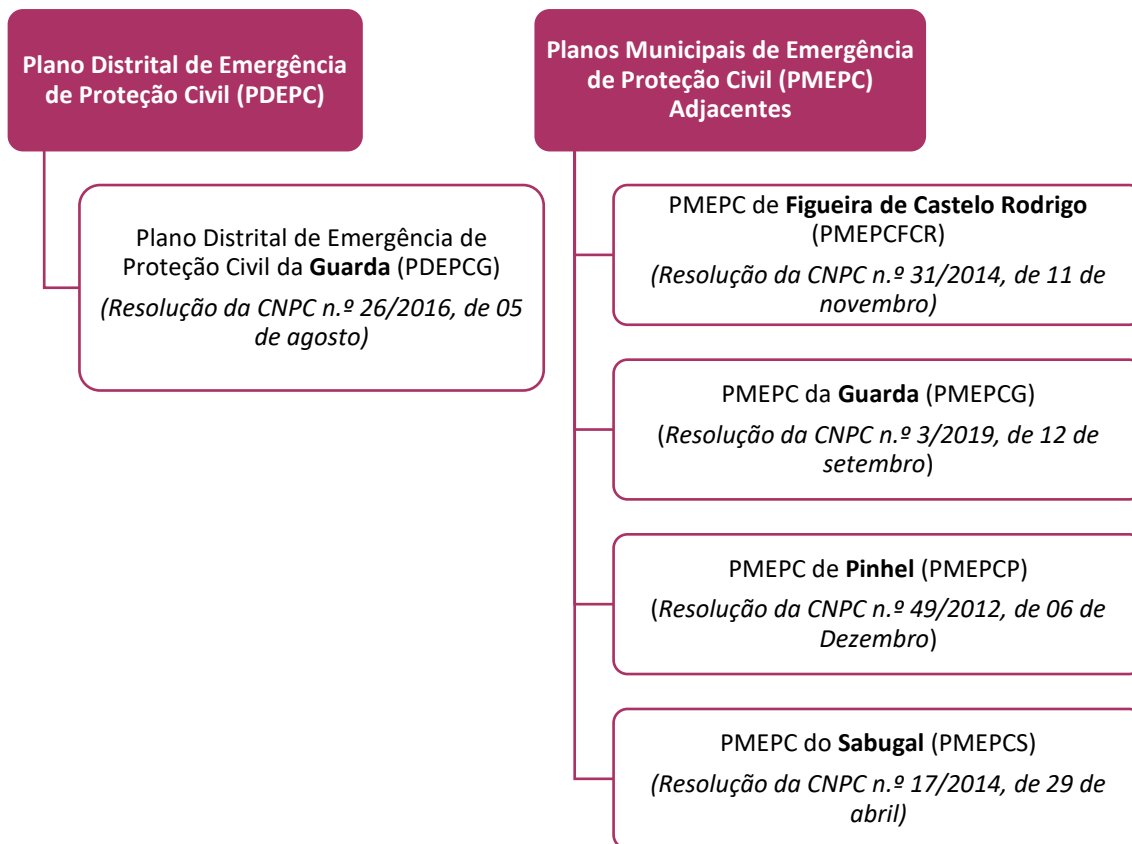 Plano Distrital de Emergência
de Proteção Civil (PDEPC)
Plano Distrital de Emergência de
Proteção Civil da Guarda (PDEPCG)
(Resolução da CNPC n.º 26/2016, de 05
de agosto)
Planos Municipais de Emergência
de Proteção Civil (PMEPC)
Adjacentes
PMEPC de Figueira de Castelo Rodrigo
(PMEPCFCR)
(Resolução da CNPC n.º 31/2014, de 11 de
novembro)
PMEPC da Guarda (PMEPCG)
(Resolução da CNPC n.º 3/2019, de 12 de
setembro)
PMEPC de Pinhel (PMEPCP)
(Resolução da CNPC n.º 49/2012, de 06 de
Dezembro)
PMEPC do Sabugal (PMEPCS)
(Resolução da CNPC n.º 17/2014, de 29 de
abril)